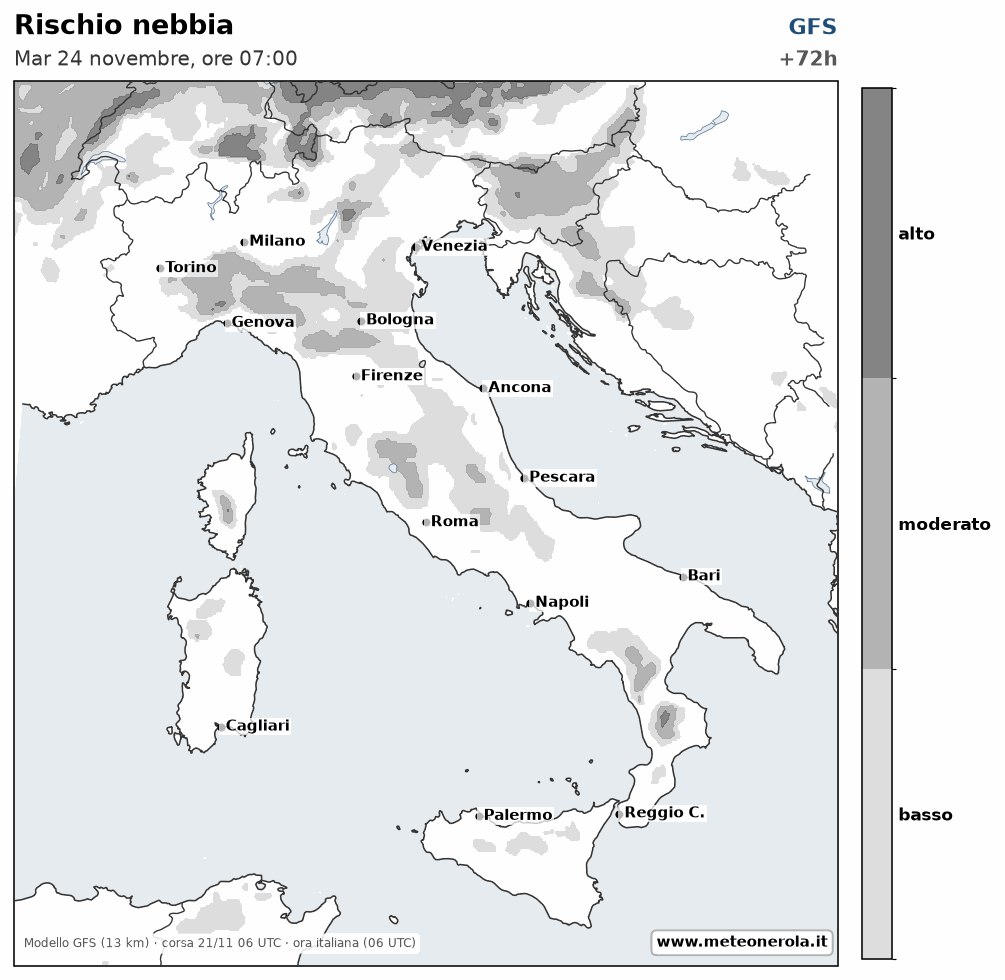 Rischio nebbia
GFS
Mar 24 novembre, ore 07:00
+72h
alto
Milano
Venezia
Torino
Genova
Bologna
Firenze
Ancona
Pescara
Roma
moderato
Bari
Napoli
Cagliari
Palermo
Reggio C.
basso
Modello GFS (13 km) · corsa 21/11 06 UTC · ora italiana (06 UTC)
www.meteonerola.it